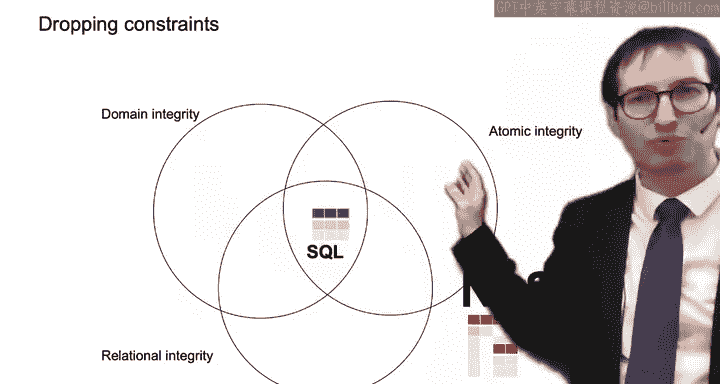 GPT中英字幕课程资源@bilibili.com
Dropping constraints
Domain integrity
Atomic integrity
SQL
Relational integrity